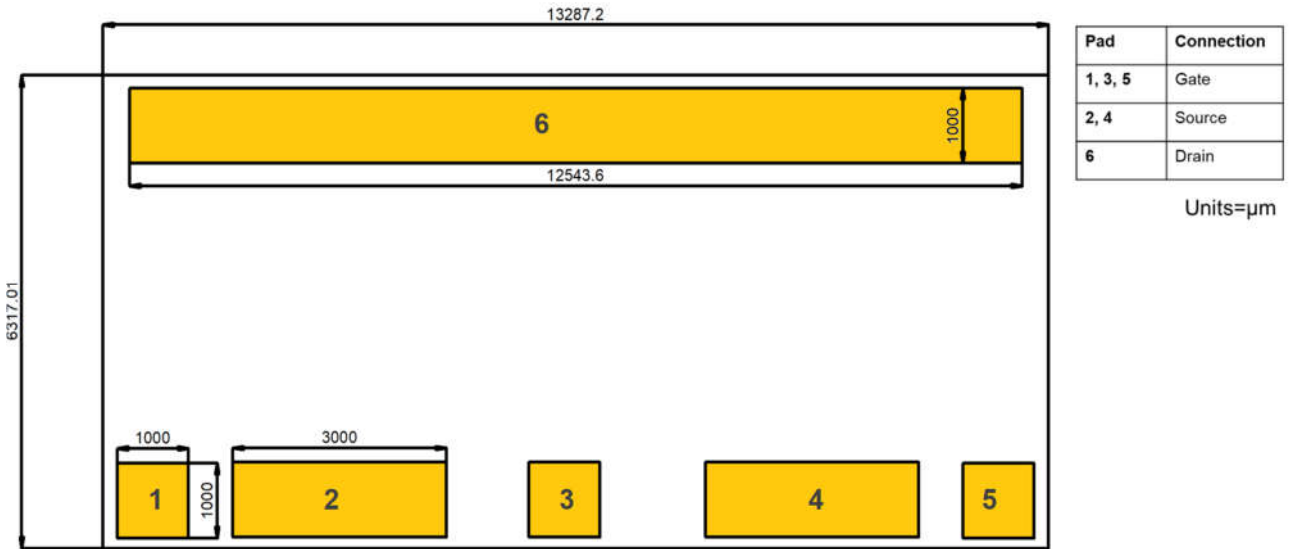 13287.2
Pad Connection
1, 3, 5 Gate
2, 4 Source
6 Drain
Units=µm
6
1000
12543.6
6317.01
1000
3000
1
1000
2
3
4
5